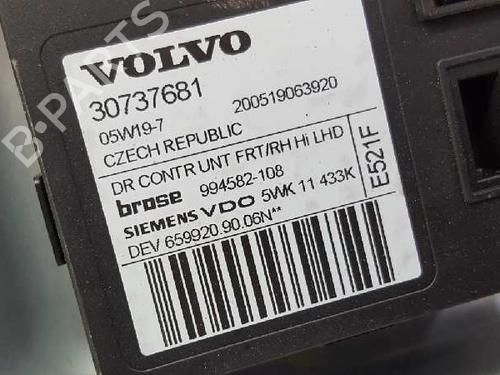 VOLVO
30737681
05W19-7 200519063920
CZECH REPUBLIC
DR CONTR UNT FRT/RH Hi LHD
brose 994582-108
SIEMENS VDO 5WK 11 433K
DEV 659920.90.06N**
E521F
B-PARTS